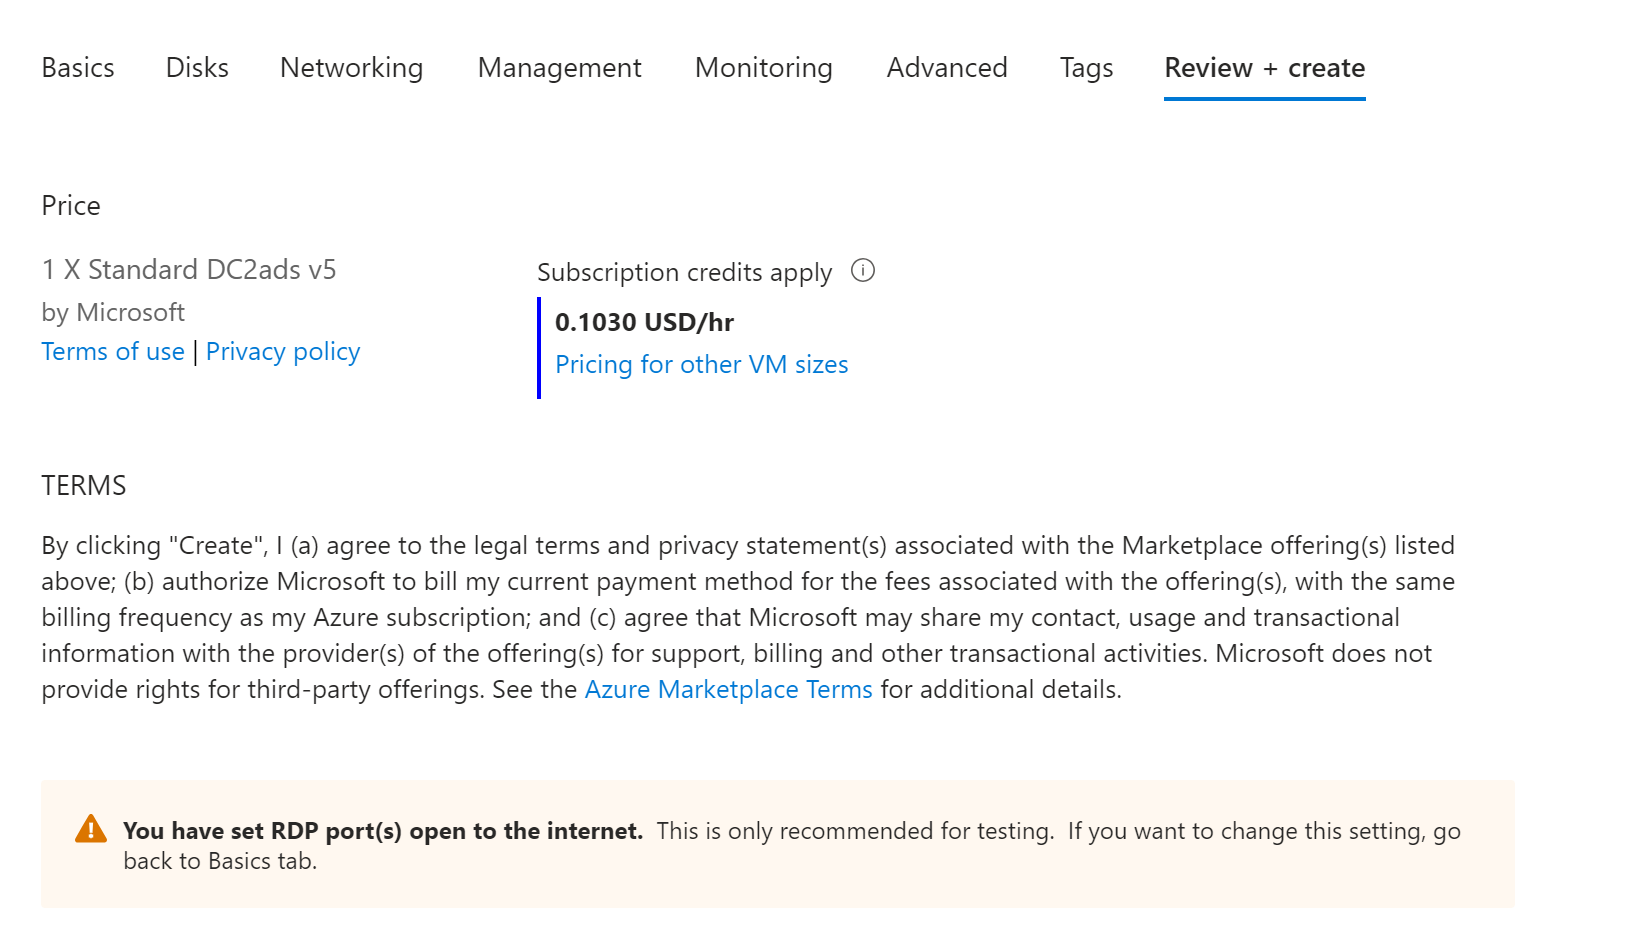 Basics Disks Networking Management Monitoring Advanced Tags Review + create
Price
1 X Standard DC2ads v5
by Microsoft
Terms of use | Privacy policy
Subscription credits apply
0.1030 USD/hr
Pricing for other VM sizes
TERMS
By clicking "Create", I (a) agree to the legal terms and privacy statement(s) associated with the Marketplace offering(s) listed
above; (b) authorize Microsoft to bill my current payment method for the fees associated with the offering(s), with the same
billing frequency as my Azure subscription; and (c) agree that Microsoft may share my contact, usage and transactional
information with the provider(s) of the offering(s) for support, billing and other transactional activities. Microsoft does not
provide rights for third-party offerings. See the Azure Marketplace Terms for additional details.
You have set RDP port(s) open to the internet. This is only recommended for testing. If you want to change this setting, go
back to Basics tab.